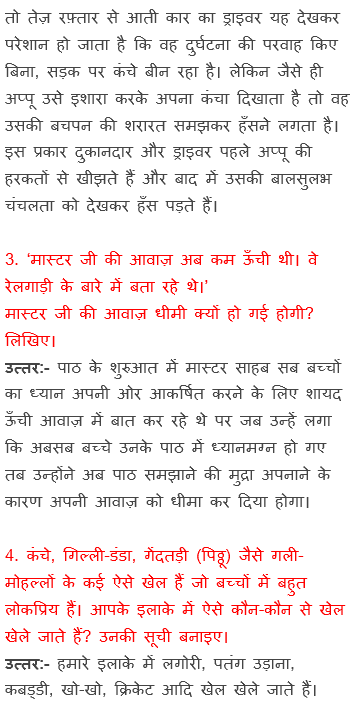 तो तेज़ रफ़्तार से आती कार का ड्राइवर यह देखकर
परेशान हो जाता है कि वह दुर्घटना की परवाह किए
बिना, सड़क पर कंचे बीन रहा है। लेकिन जैसे ही
अप्पू उसे इशारा करके अपना कंचा दिखाता है तो वह
उसकी बचपन की शरारत समझकर हँसने लगता है।
इस प्रकार दुकानदार और ड्राइवर पहले अप्पू की
हरकतों से खीझते हैं और बाद में उसकी बालसुलभ
चंचलता को देखकर हँस पड़ते हैं।
3. ‘मास्टर जी की आवाज़ अब कम ऊँची थी। वे
रेलगाड़ी के बारे में बता रहे थे।’
मास्टर जी की आवाज़ धीमी क्यों हो गई होगी?
लिखिए।
उत्तर:- पाठ के शुरुआत में मास्टर साहब सब बच्चों
का ध्यान अपनी ओर आकर्षित करने के लिए शायद
ऊँची आवाज़ में बात कर रहे थे पर जब उन्हें लगा
कि अबसब बच्चे उनके पाठ में ध्यानमग्न हो गए
तब उन्होंने अब पाठ समझाने की मुद्रा अपनाने के
कारण अपनी आवाज़ को धीमा कर दिया होगा।
4. कंचे, गिल्ली-डंडा, गेंदतड़ी (पिट्ठू) जैसे गली-
मोहल्लों के कई ऐसे खेल हैं जो बच्चों में बहुत
लोकप्रिय हैं। आपके इलाके में ऐसे कौन-कौन से खेल
खेले जाते हैं? उनकी सूची बनाइए।
उत्तर:- हमारे इलाके में लगोरी, पतंग उड़ाना,
कबड्डी, खो-खो, क्रिकेट आदि खेल खेले जाते हैं।